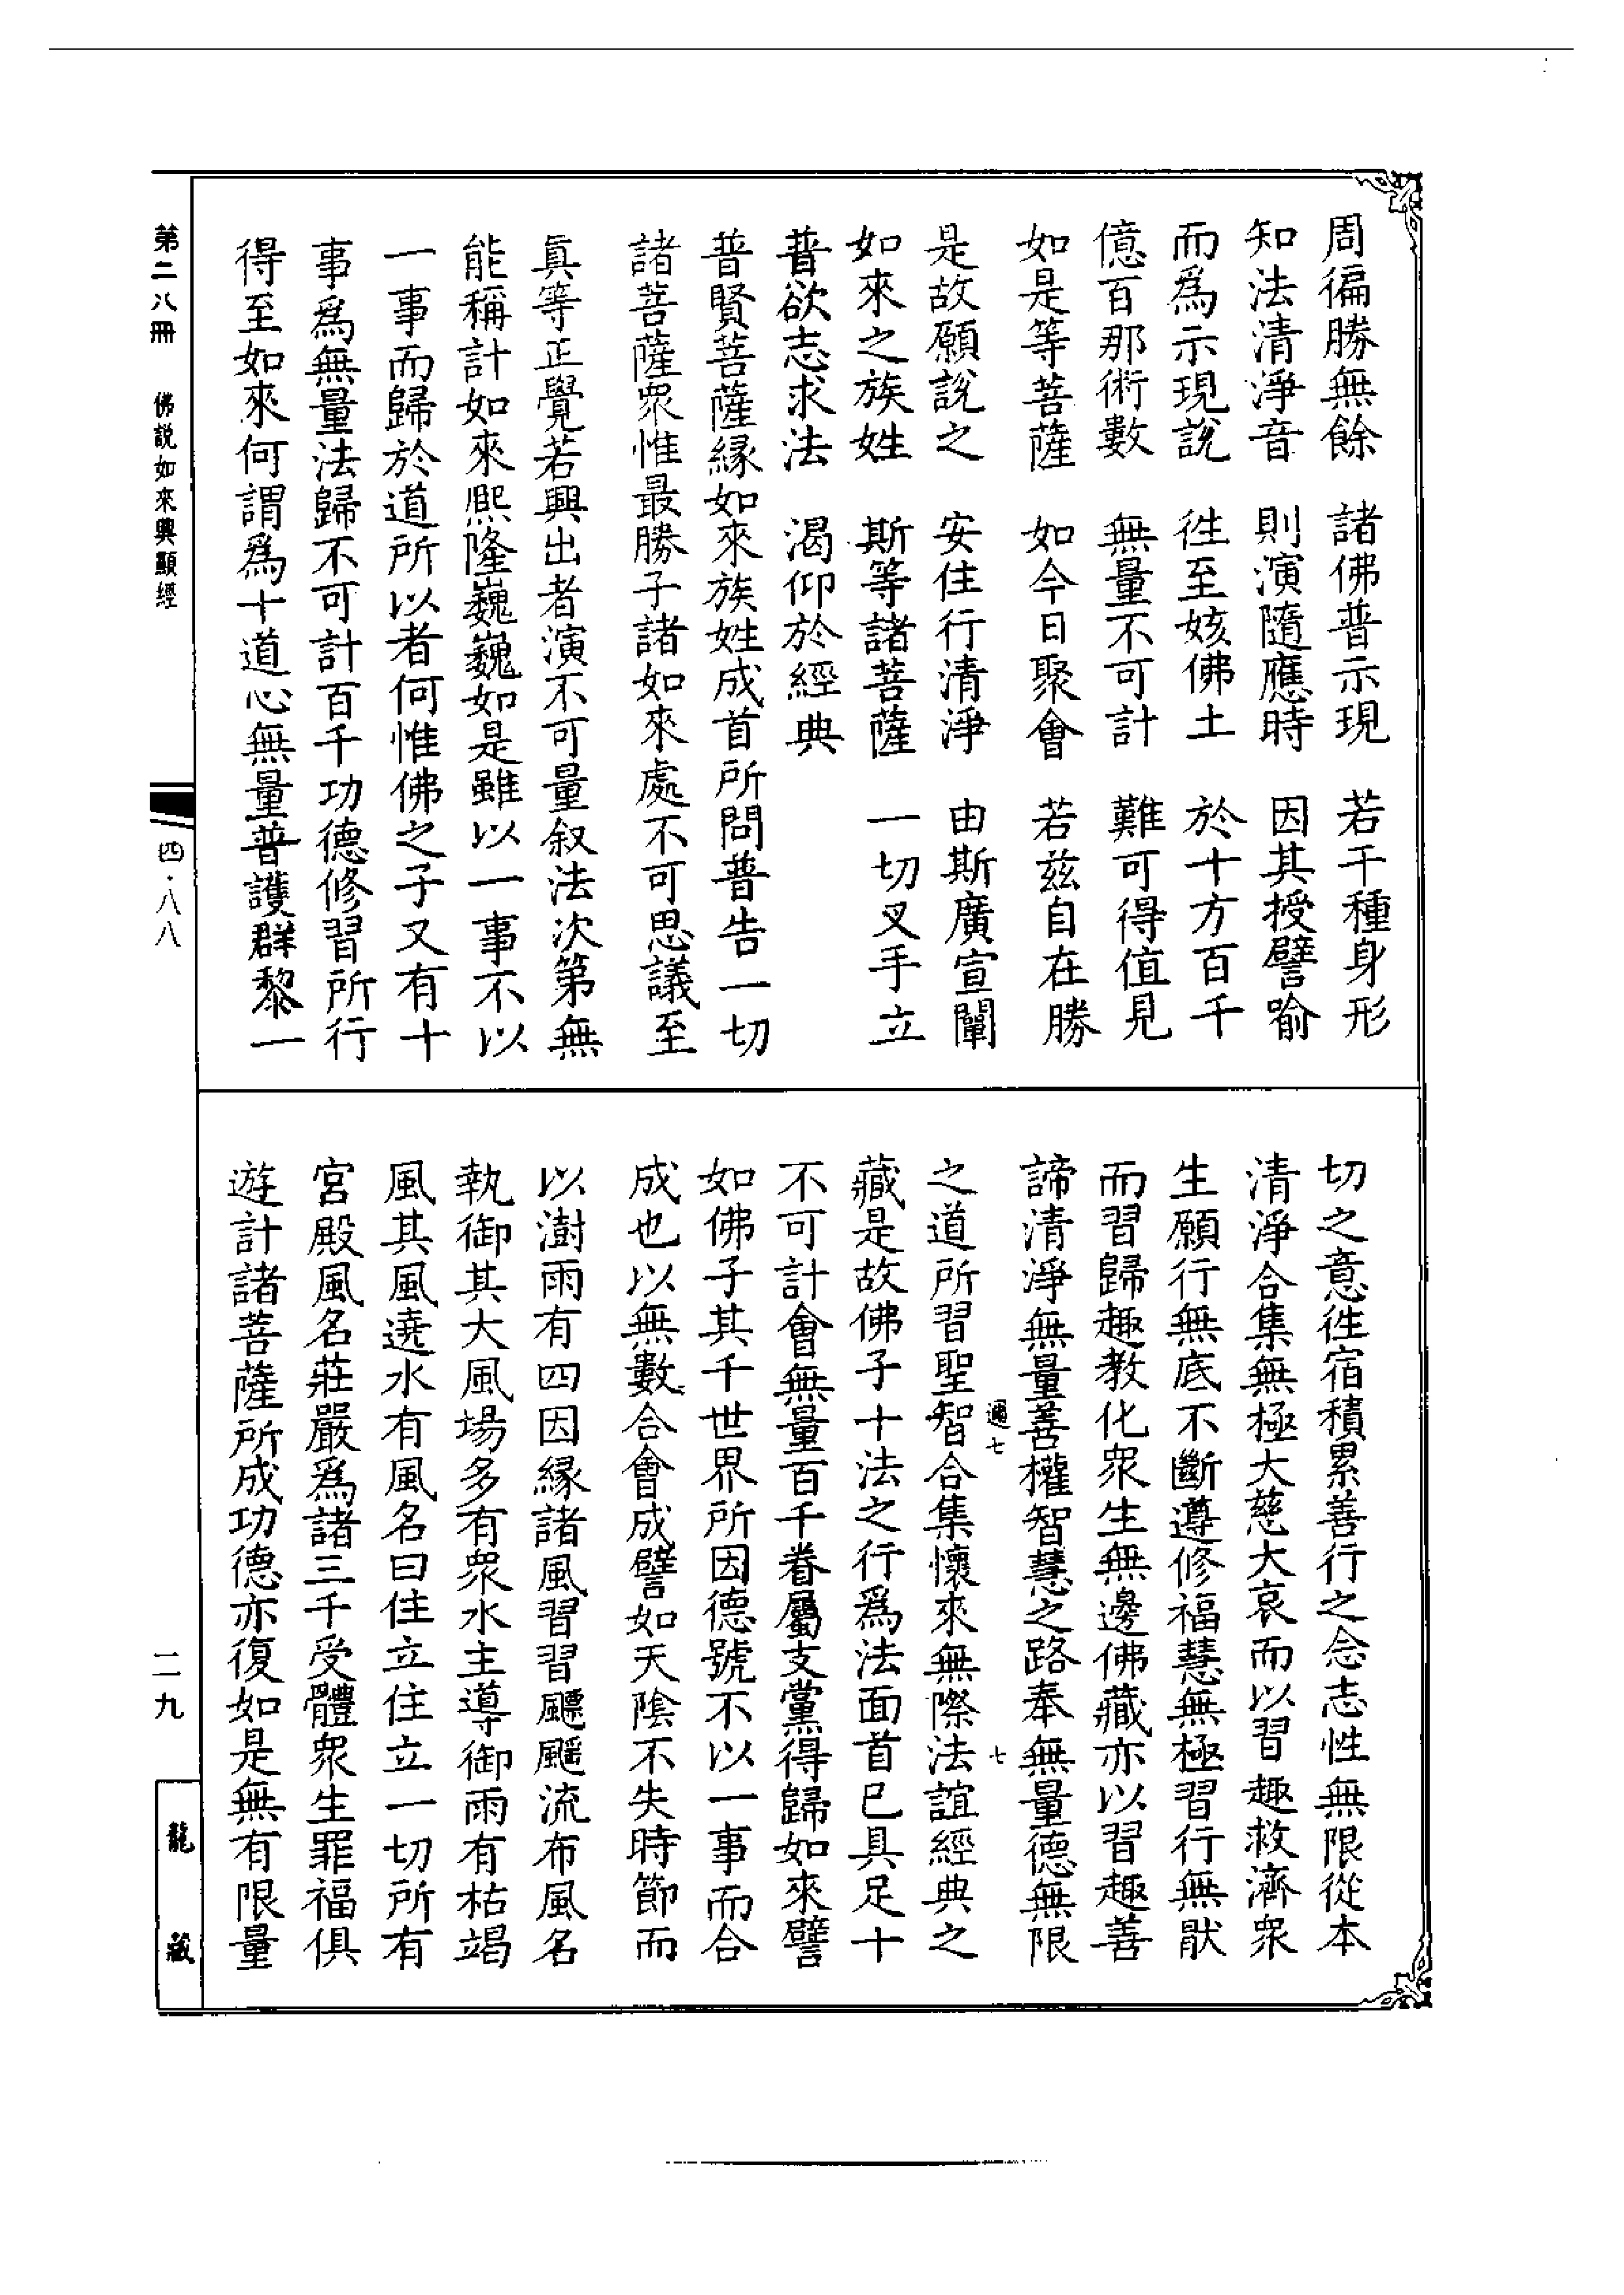 周徧勝無餘　諸佛普示現　若干種身形
知法清淨音　則演隨應時　因其授譬喻
而爲示現說　往至姟佛土　於十方百千
億百那術數　無量不可計　難可得值見
如是等菩薩　如今日聚會　若兹自在勝
是故願說之　安住行清淨　由斯廣宣闡
如來之族姓　斯等諸菩薩　一切叉手立
普欲志求法　渴仰於經典
普賢菩薩緣如來族姓成首所問普告一切
諸菩薩衆惟最勝子諸如來處不可思議至
真等正覺若興出者演不可量叙法次第無
能稱計如來熙隆巍巍如是雖以一事不以
一事而歸於道所以者何惟佛之子又有十
事爲無量法歸不可計百千功德修習所行
得至如來何謂爲十道心無量普護群黎一
切之意往宿積累善行之念志性無限從本
清淨合集無極大慈大哀而以習趣救濟衆
生願行無底不斷遵修福慧無極習行無猒
而習歸趣教化衆生無邊佛藏亦以習趣善
諦清淨無量善權智慧之路奉無量德無限
之道所習聖智合集懷來無際法誼經典之
藏是故佛子十法之行爲法面首已具足十
不可計會無量百千眷屬支黨得歸如來譬
如佛子其千世界所因德號不以一事而合
成也以無數合會成譬如天陰不失時節而
以澍雨有四因緣諸風習習飄颻流布風名
執御其大風場多有衆水主導御雨有枯竭
風其風遶水有風名曰住立住立一切所有
宮殿風名莊嚴爲諸三千受體衆生罪福俱
遊計諸菩薩所成功德亦復如是無有限量
邇七
七
第二八冊　佛說如來興顯經
四·八八
二九
龍藏